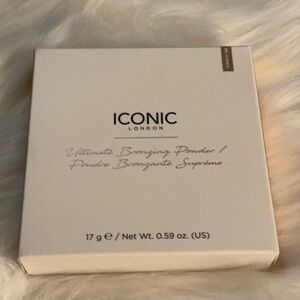 ICONIC
LONDON
Ultimate Bronzing Powder /
Poudre Bronzante Suprême
17 g e / Net Wt. 0.59 oz. (US)